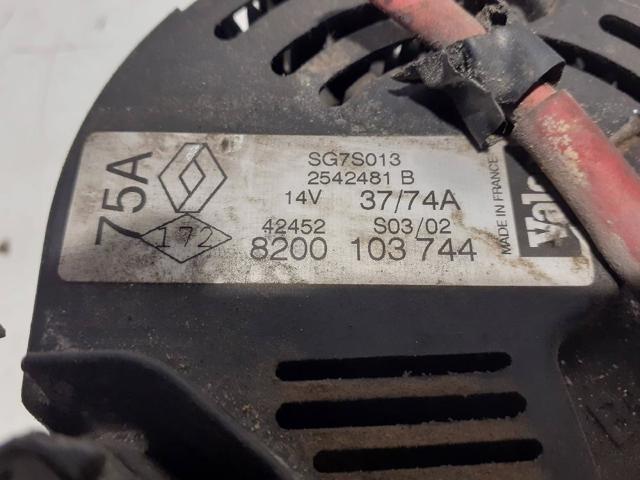 75A
172
SG7S013
2542481 B
14V 37/74A
42452 S03/02
8200 103 744
MADE IN FRANCE